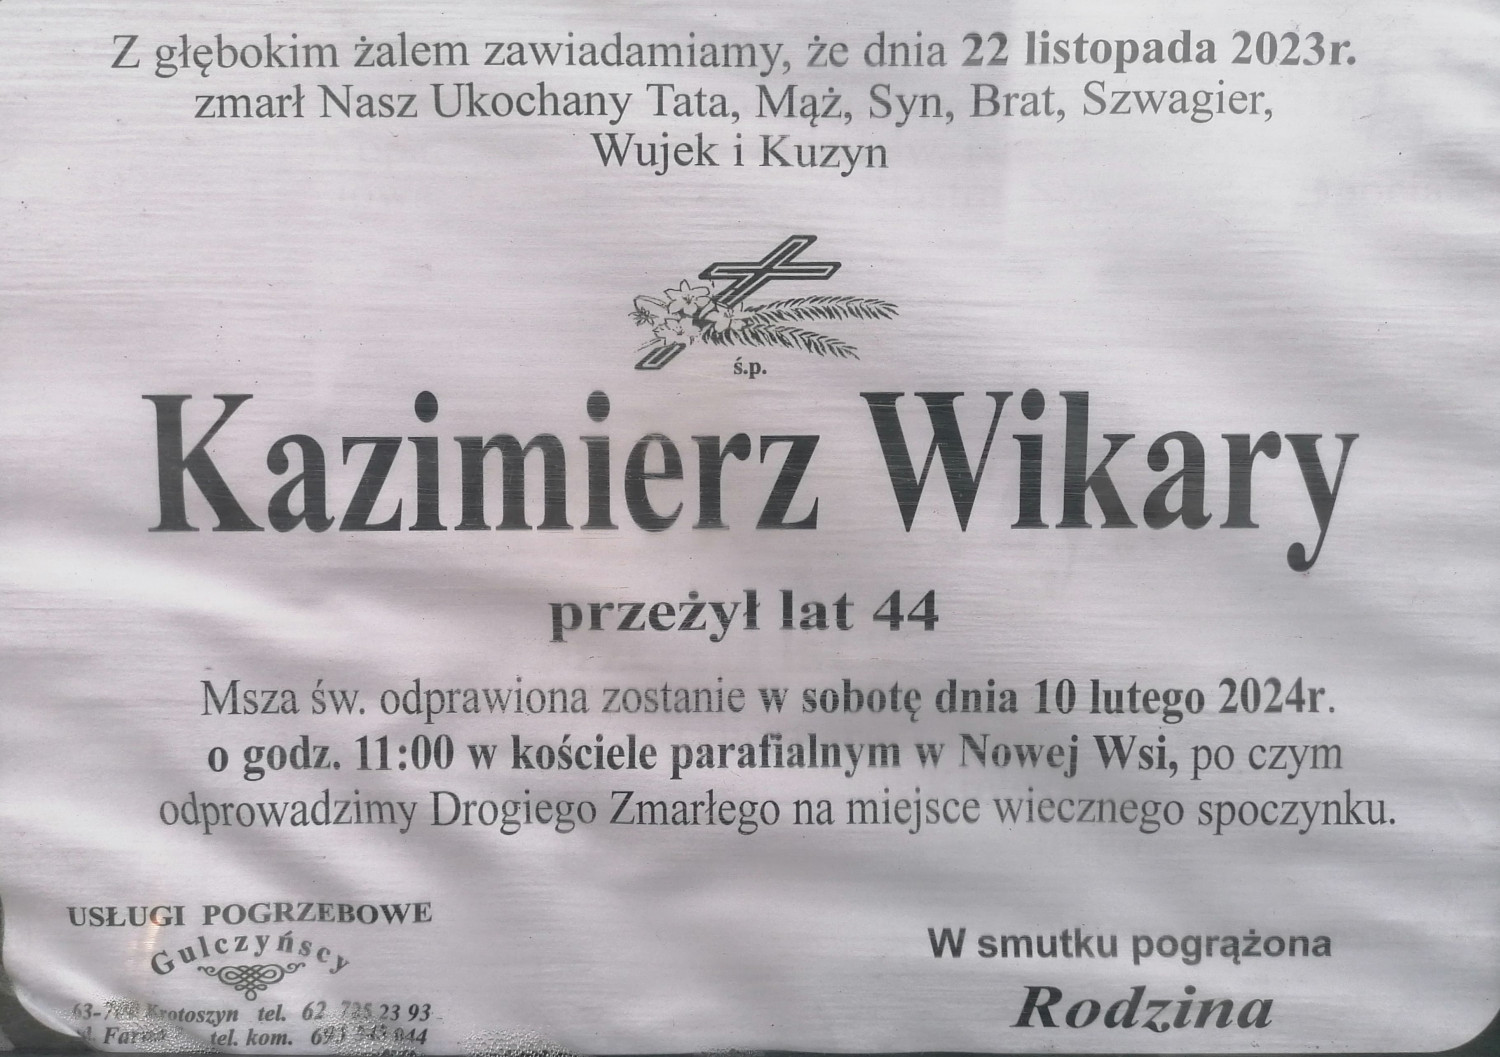 Z głębokim żalem zawiadamiamy, że dnia 22 listopada 2023r.
zmarł Nasz Ukochany Tata, Mąż, Syn, Brat, Szwagier,
Wujek i Kuzyn
ś.p.
Kazimierz Wikary
przeżył lat 44
Msza św. odprawiona zostanie w sobotę dnia 10 lutego 2024r.
o godz. 11:00 w kościele parafialnym w Nowej Wsi, po czym
odprowadzimy Drogiego Zmarłego na miejsce wiecznego spoczynku.
USŁUGI POGRZEBOWE
Gulczyńscy
Krotoszyn tel. 62 725 23 93
tel. kom.
W smutku pogrążona
Rodzina